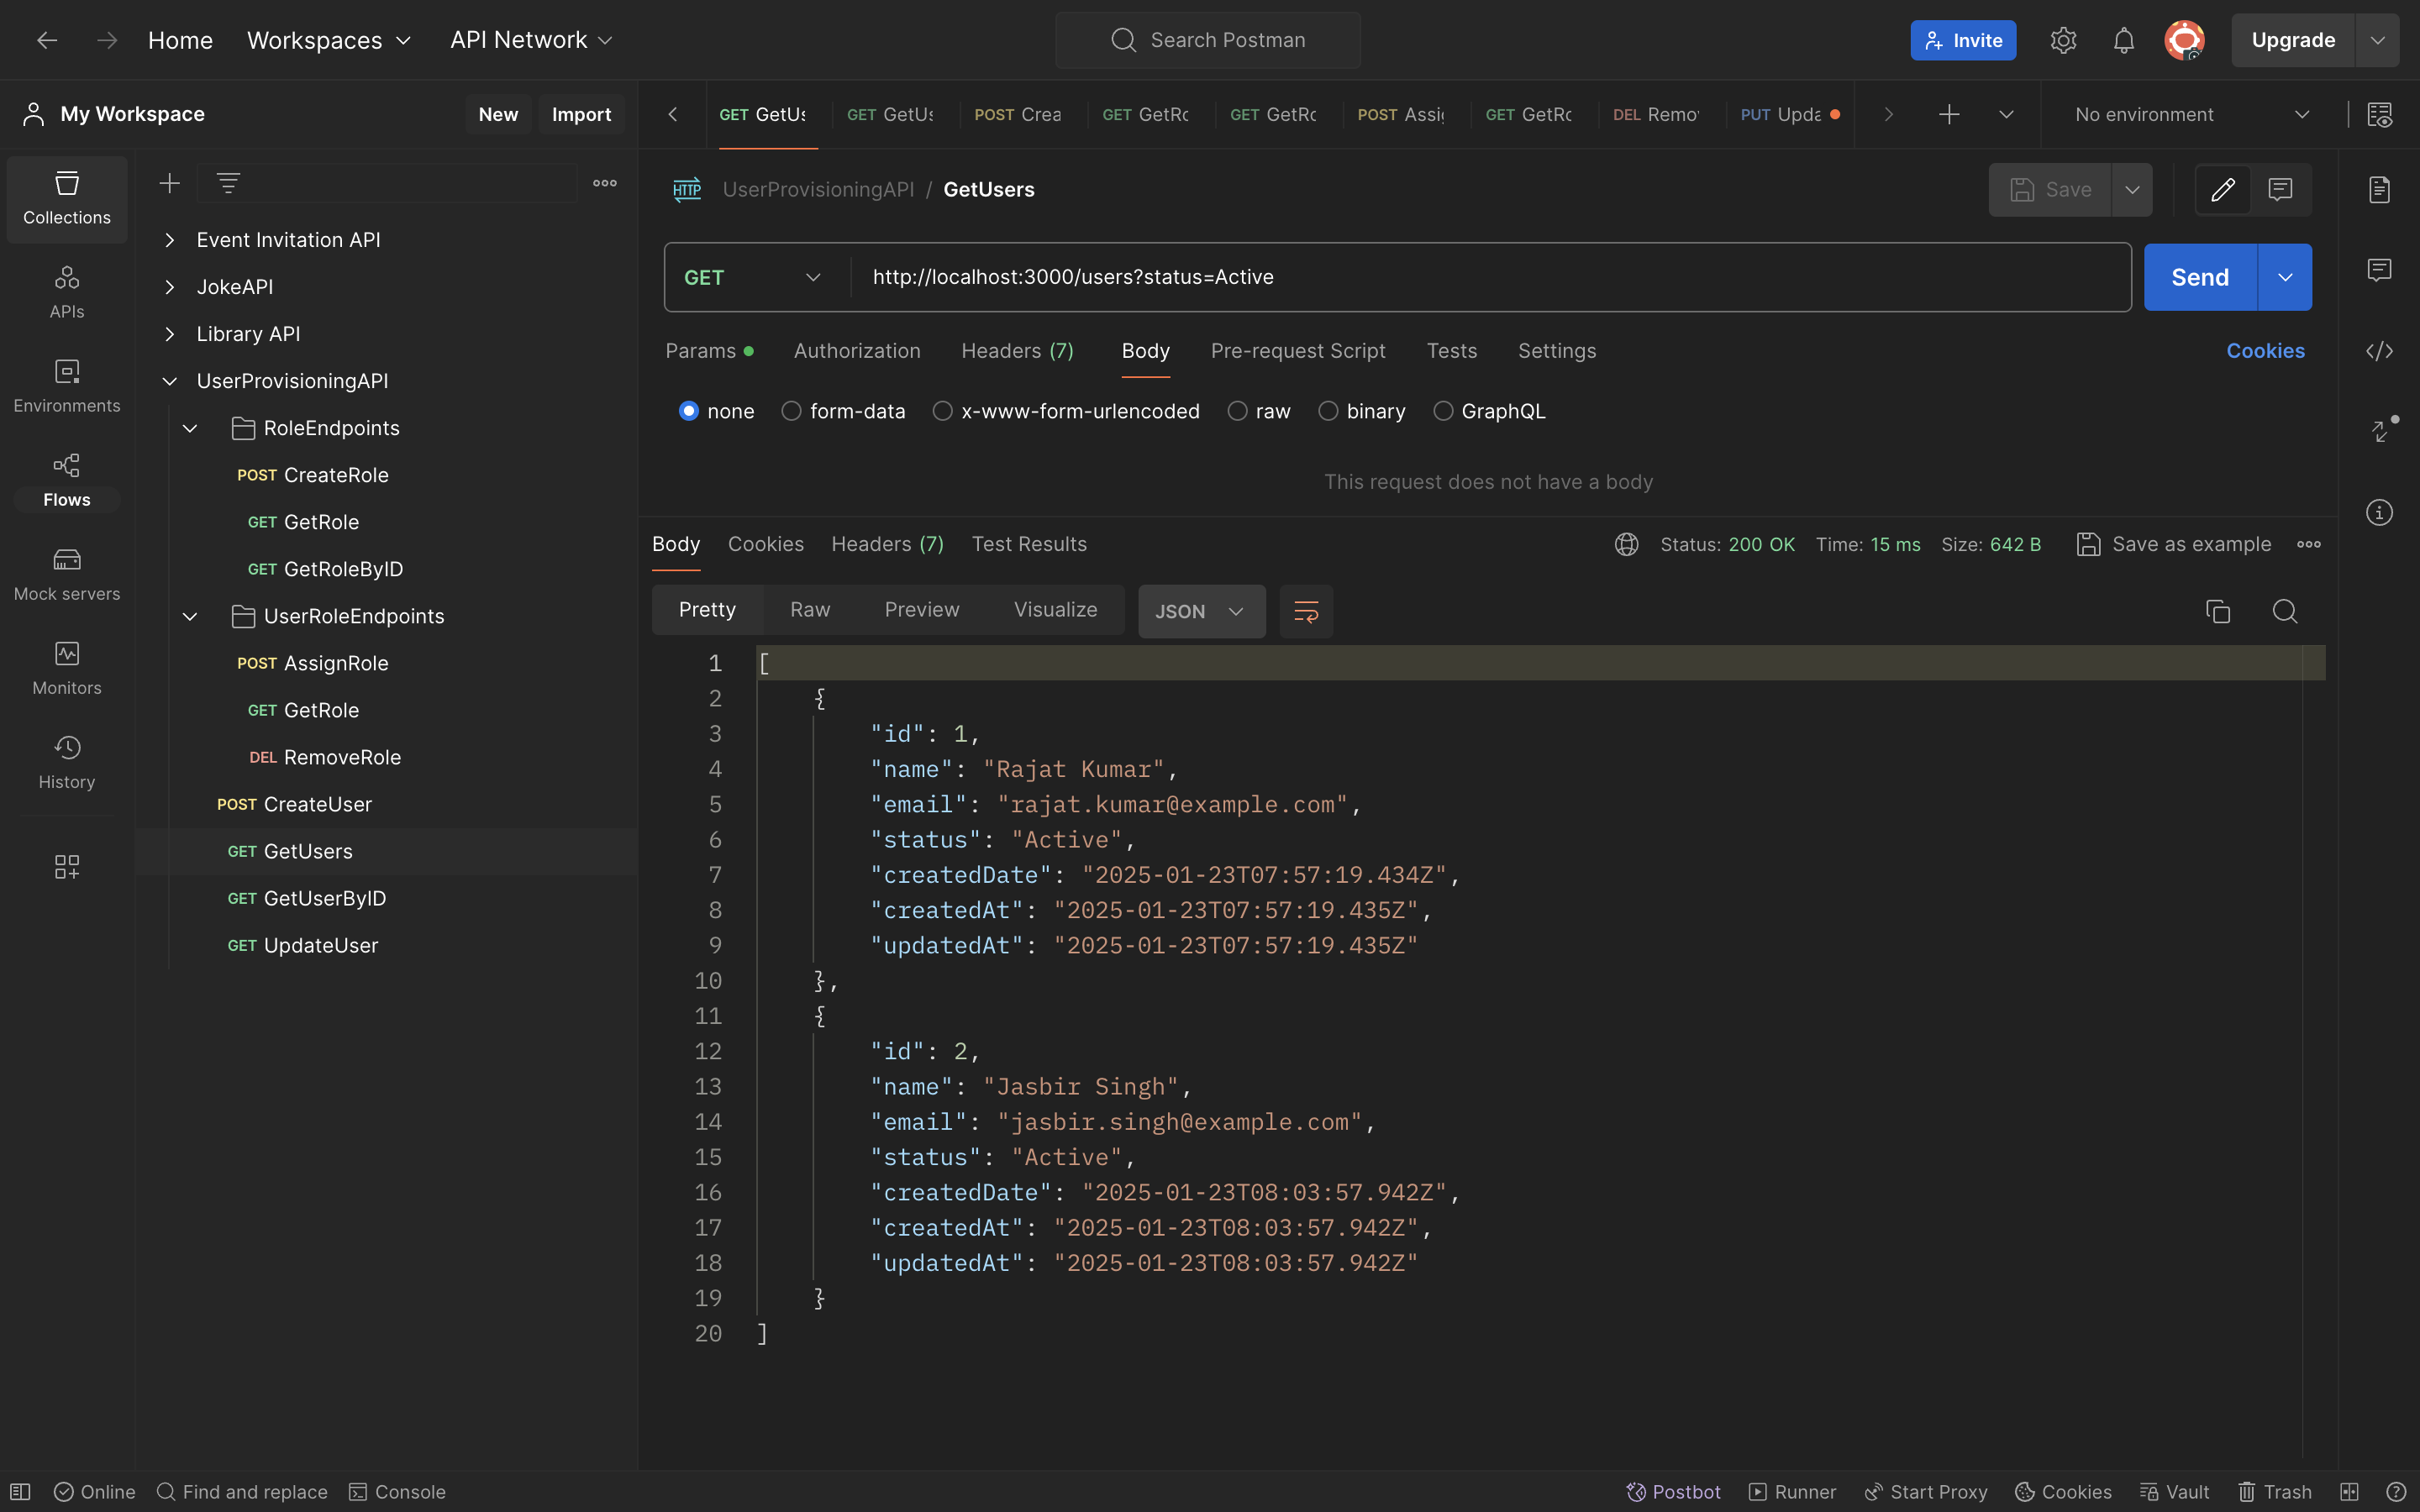 Home Workspaces API Network Search Postman Invite Upgrade
My Workspace New Import
GET GetUs GET GetUs POST Crea GET GetRo GET GetRo POST Assi GET GetRo DEL Remo PUT Upda No environment
Collections
APIs
Environments
Flows
Mock servers
Monitors
History
Event Invitation API
JokeAPI
Library API
UserProvisioningAPI
RoleEndpoints
POST CreateRole
GET GetRole
GET GetRoleByID
UserRoleEndpoints
POST AssignRole
GET GetRole
DEL RemoveRole
POST CreateUser
GET GetUsers
GET GetUserByID
GET UpdateUser
HTTP UserProvisioningAPI / GetUsers Save
GET http://localhost:3000/users?status=Active Send
Params Authorization Headers (7) Body Pre-request Script Tests Settings Cookies
none form-data x-www-form-urlencoded raw binary GraphQL
This request does not have a body
Body Cookies Headers (7) Test Results Status: 200 OK Time: 15 ms Size: 642 B Save as example
Pretty Raw Preview Visualize JSON
1 [
2 {
3 "id": 1,
4 "name": "Rajat Kumar",
5 "email": "rajat.kumar@example.com",
6 "status": "Active",
7 "createdDate": "2025-01-23T07:57:19.434Z",
8 "createdAt": "2025-01-23T07:57:19.435Z",
9 "updatedAt": "2025-01-23T07:57:19.435Z"
10 },
11 {
12 "id": 2,
13 "name": "Jasbir Singh",
14 "email": "jasbir.singh@example.com",
15 "status": "Active",
16 "createdDate": "2025-01-23T08:03:57.942Z",
17 "createdAt": "2025-01-23T08:03:57.942Z",
18 "updatedAt": "2025-01-23T08:03:57.942Z"
19 }
20 ]
Online Find and replace Console Postbot Runner Start Proxy Cookies Vault Trash